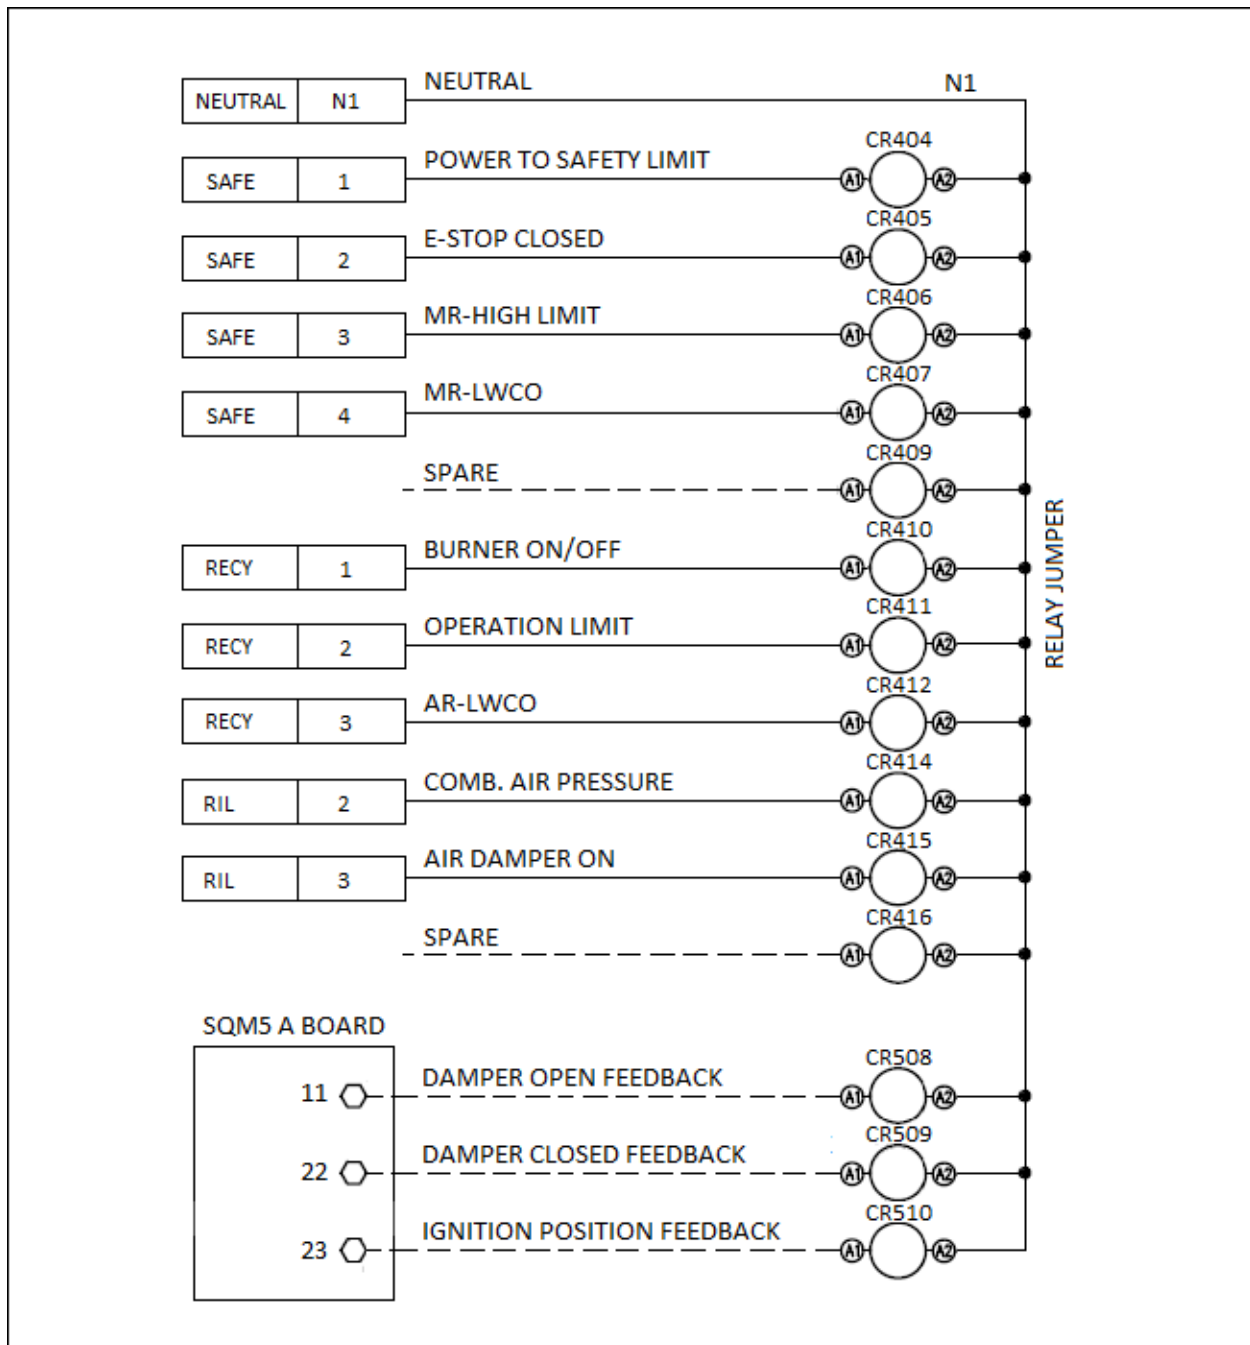 NEUTRAL N1 NEUTRAL N1
CR404
SAFE 1 POWER TO SAFETY LIMIT A1 A2
CR405
SAFE 2 E-STOP CLOSED A1 A2
CR406
SAFE 3 MR-HIGH LIMIT A1 A2
CR407
SAFE 4 MR-LWCO A1 A2
CR409
SPARE A1 A2
CR410
RECY 1 BURNER ON/OFF A1 A2
CR411
RECY 2 OPERATION LIMIT A1 A2
CR412
RECY 3 AR-LWCO A1 A2
CR414
RIL 2 COMB. AIR PRESSURE A1 A2
CR415
RIL 3 AIR DAMPER ON A1 A2
CR416
SPARE A1 A2
RELAY JUMPER
SQM5 A BOARD
CR508
11 DAMPER OPEN FEEDBACK A1 A2
CR509
22 DAMPER CLOSED FEEDBACK A1 A2
CR510
23 IGNITION POSITION FEEDBACK A1 A2